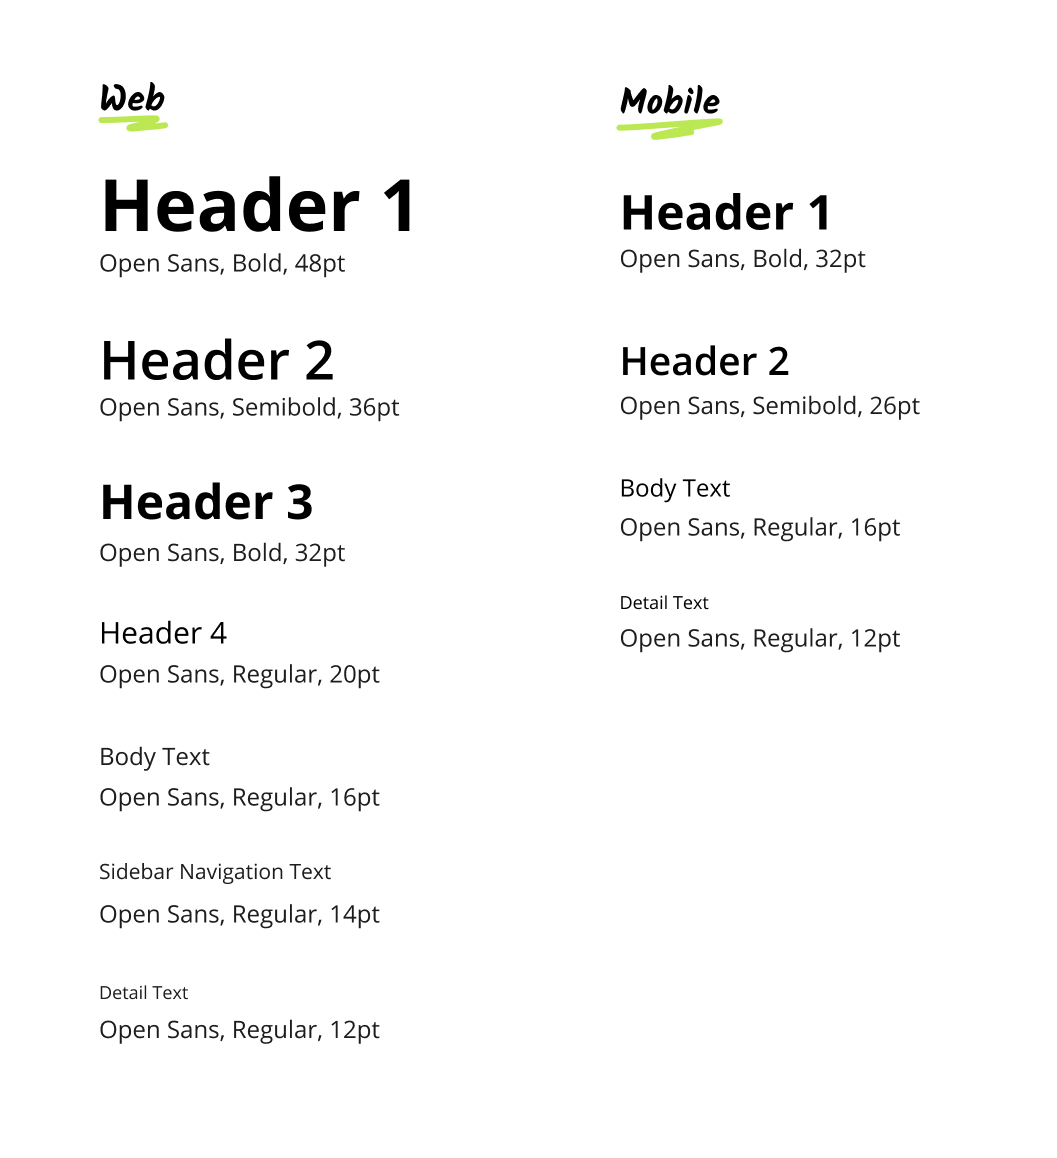 Web
Header 1
Open Sans, Bold, 48pt
Header 2
Open Sans, Semibold, 36pt
Header 3
Open Sans, Bold, 32pt
Header 4
Open Sans, Regular, 20pt
Body Text
Open Sans, Regular, 16pt
Sidebar Navigation Text
Open Sans, Regular, 14pt
Detail Text
Open Sans, Regular, 12pt
Mobile
Header 1
Open Sans, Bold, 32pt
Header 2
Open Sans, Semibold, 26pt
Body Text
Open Sans, Regular, 16pt
Detail Text
Open Sans, Regular, 12pt